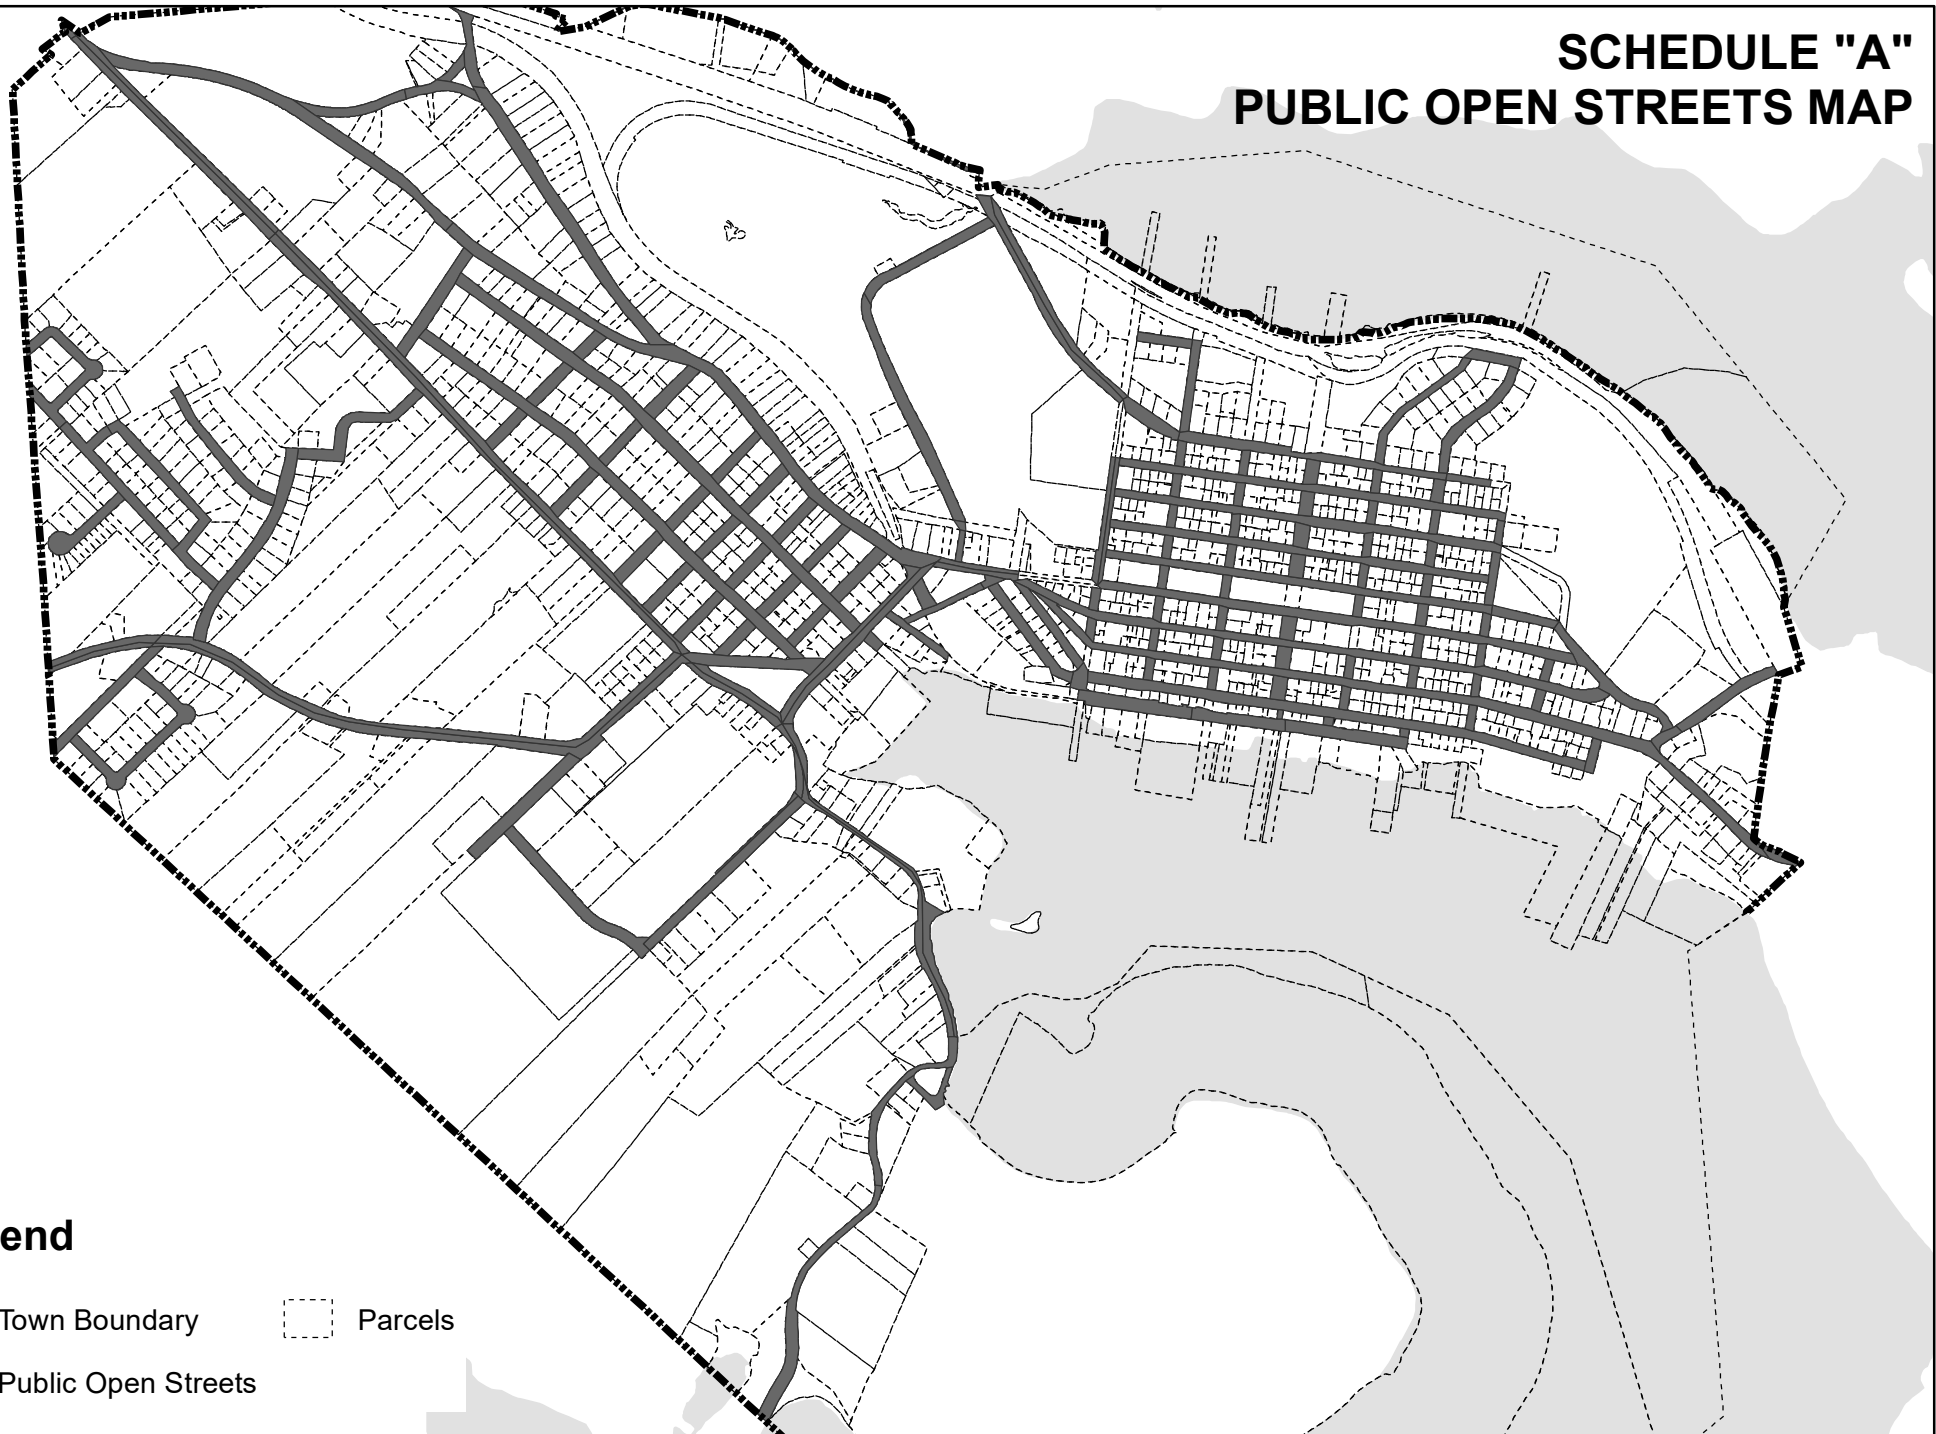 SCHEDULE "A"
PUBLIC OPEN STREETS MAP
end
Town Boundary
Parcels
Public Open Streets